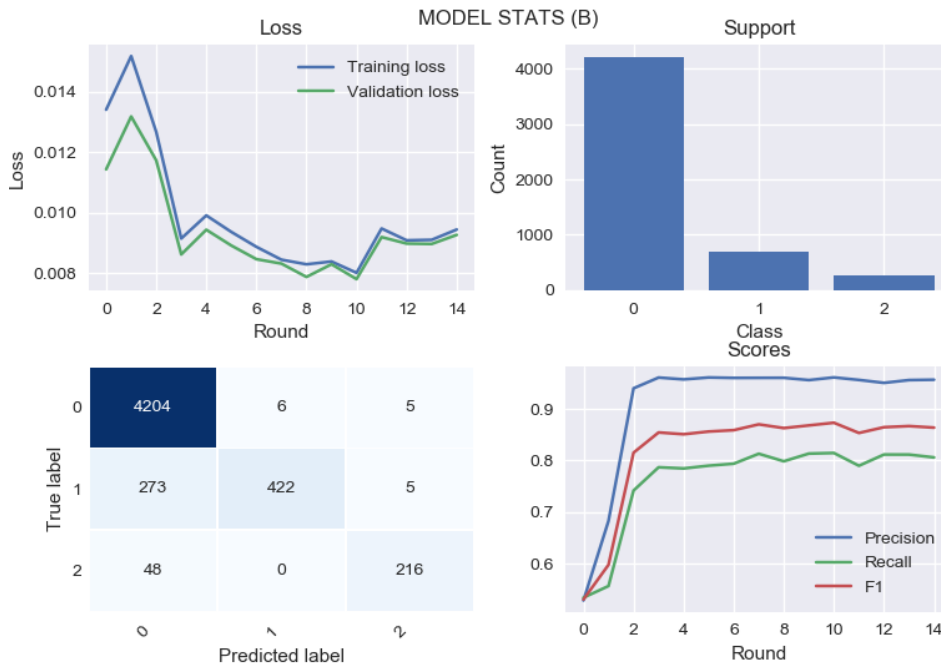 MODEL STATS (B)
Loss
Training loss
Validation loss
0.014
0.012
0.010
0.008
Loss
0 2 4 6 8 10 12 14
Round
Support
4000
3000
2000
1000
0
Count
0 1 2
Class
0 4204 6 5
1 273 422 5
2 48 0 216
True label
0 1 2
Predicted label
Scores
0.9
0.8
0.7
0.6
Precision
Recall
F1
0 2 4 6 8 10 12 14
Round